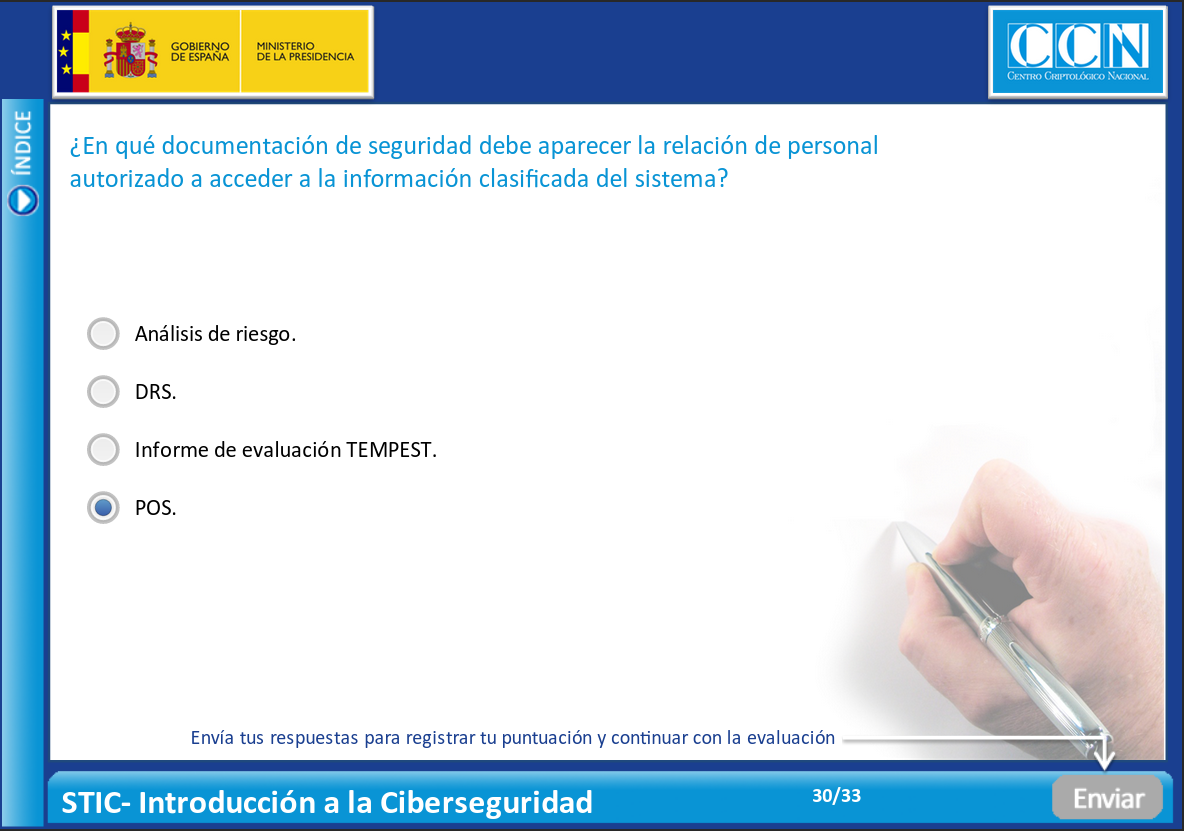 GOBIERNO
DE ESPAÑA
MINISTERIO
DE LA PRESIDENCIA
CCN
CENTRO CRIPTOLÓGICO NACIONAL
ÍNDICE
¿En qué documentación de seguridad debe aparecer la relación de personal
autorizado a acceder a la información clasificada del sistema?
Análisis de riesgo.
DRS.
Informe de evaluación TEMPEST.
POS.
Envía tus respuestas para registrar tu puntuación y continuar con la evaluación
STIC- Introducción a la Ciberseguridad
30/33
Enviar